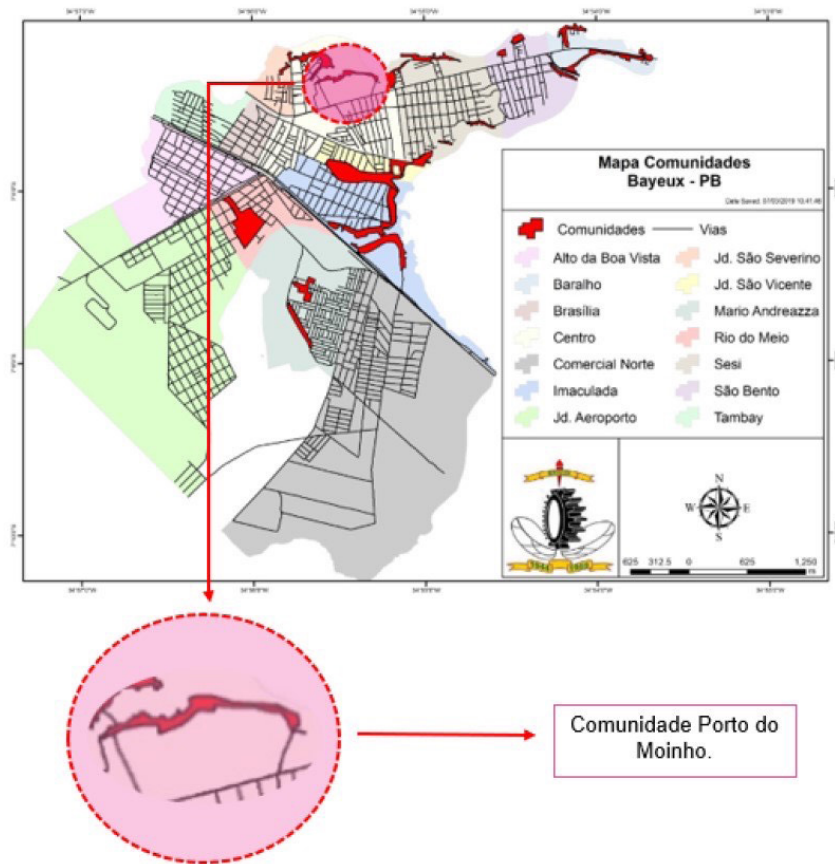 Mapa Comunidades
Bayeux - PB
Comunidades
Vias
Alto da Boa Vista
Jd. São Severino
Baralho
Jd. São Vicente
Brasília
Mario Andreazza
Centro
Rio do Meio
Comercial Norte
Sesi
Imaculada
São Bento
Jd. Aeroporto
Tambay
N
W E
S
625 312.5 0 625 1,250
m
Comunidade Porto do
Moinho.